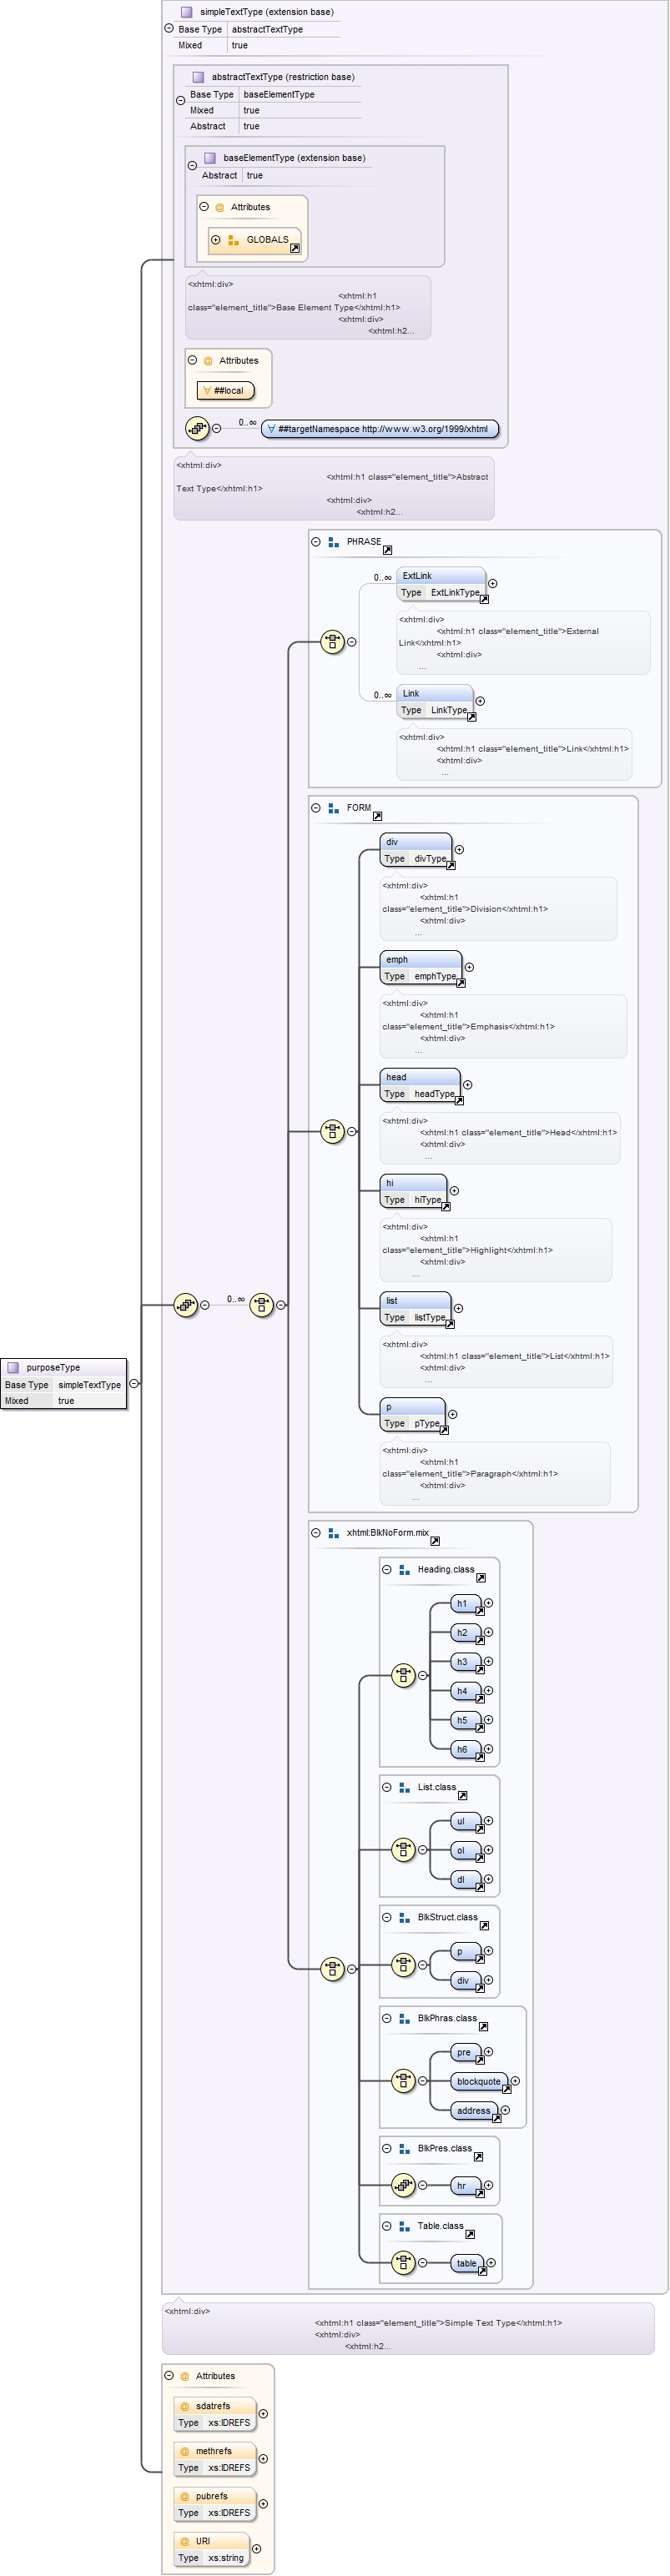 simpleTextType (extension base)
Base Type abstractTextType
Mixed true
abstractTextType (restriction base)
Base Type baseElementType
Mixed true
Abstract true
baseElementType (extension base)
Abstract true
@ Attributes
GLOBALS
<xhtml:div>
<xhtml:h1
class="element_title">Base Element Type</xhtml:h1>
<xhtml:div>
<xhtml:h2...
@ Attributes
∀ ##local
0..∞ ∀ ##targetNamespace http://www.w3.org/1999/xhtml
<xhtml:div>
<xhtml:h1 class="element_title">Abstract
Text Type</xhtml:h1>
<xhtml:div>
<xhtml:h2...
PHRASE
0..∞ ExtLink
Type ExtLinkType
<xhtml:div>
<xhtml:h1 class="element_title">External
Link</xhtml:h1>
<xhtml:div>
...
0..∞ Link
Type LinkType
<xhtml:div>
<xhtml:h1 class="element_title">Link</xhtml:h1>
<xhtml:div>
...
FORM
div
Type divType
<xhtml:div>
<xhtml:h1
class="element_title">Division</xhtml:h1>
<xhtml:div>
...
emph
Type emphType
<xhtml:div>
<xhtml:h1
class="element_title">Emphasis</xhtml:h1>
<xhtml:div>
...
head
Type headType
<xhtml:div>
<xhtml:h1 class="element_title">Head</xhtml:h1>
<xhtml:div>
...
hi
Type hiType
<xhtml:div>
<xhtml:h1
class="element_title">Highlight</xhtml:h1>
<xhtml:div>
...
0..∞
list
Type listType
<xhtml:div>
<xhtml:h1 class="element_title">List</xhtml:h1>
<xhtml:div>
...
purposeType
Base Type simpleTextType
Mixed true
p
Type pType
<xhtml:div>
<xhtml:h1
class="element_title">Paragraph</xhtml:h1>
<xhtml:div>
...
xhtml:BlkNoForm.mix
Heading.class
h1
h2
h3
h4
h5
h6
List.class
ul
ol
dl
BlkStruct.class
p
div
BlkPhras.class
pre
blockquote
address
BlkPres.class
hr
Table.class
table
<xhtml:div>
<xhtml:h1 class="element_title">Simple Text Type</xhtml:h1>
<xhtml:div>
<xhtml:h2...
@ Attributes
@ sdatrefs
Type xs:IDREFS
@ methrefs
Type xs:IDREFS
@ pubrefs
Type xs:IDREFS
@ URI
Type xs:string